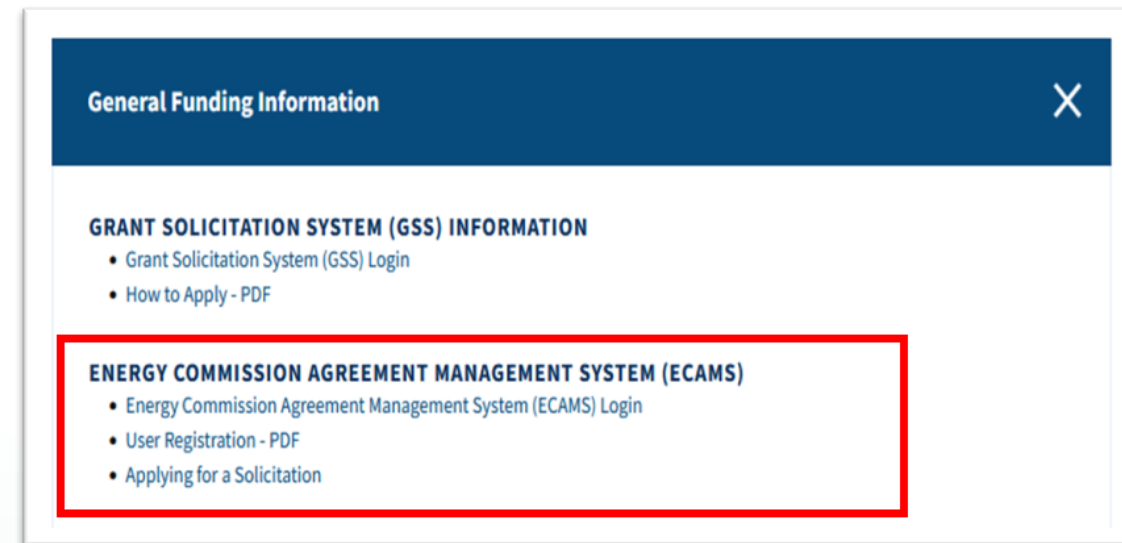 General Funding Information
GRANT SOLICITATION SYSTEM (GSS) INFORMATION
• Grant Solicitation System (GSS) Login
• How to Apply - PDF
ENERGY COMMISSION AGREEMENT MANAGEMENT SYSTEM (ECAMS)
• Energy Commission Agreement Management System (ECAMS) Login
• User Registration - PDF
• Applying for a Solicitation